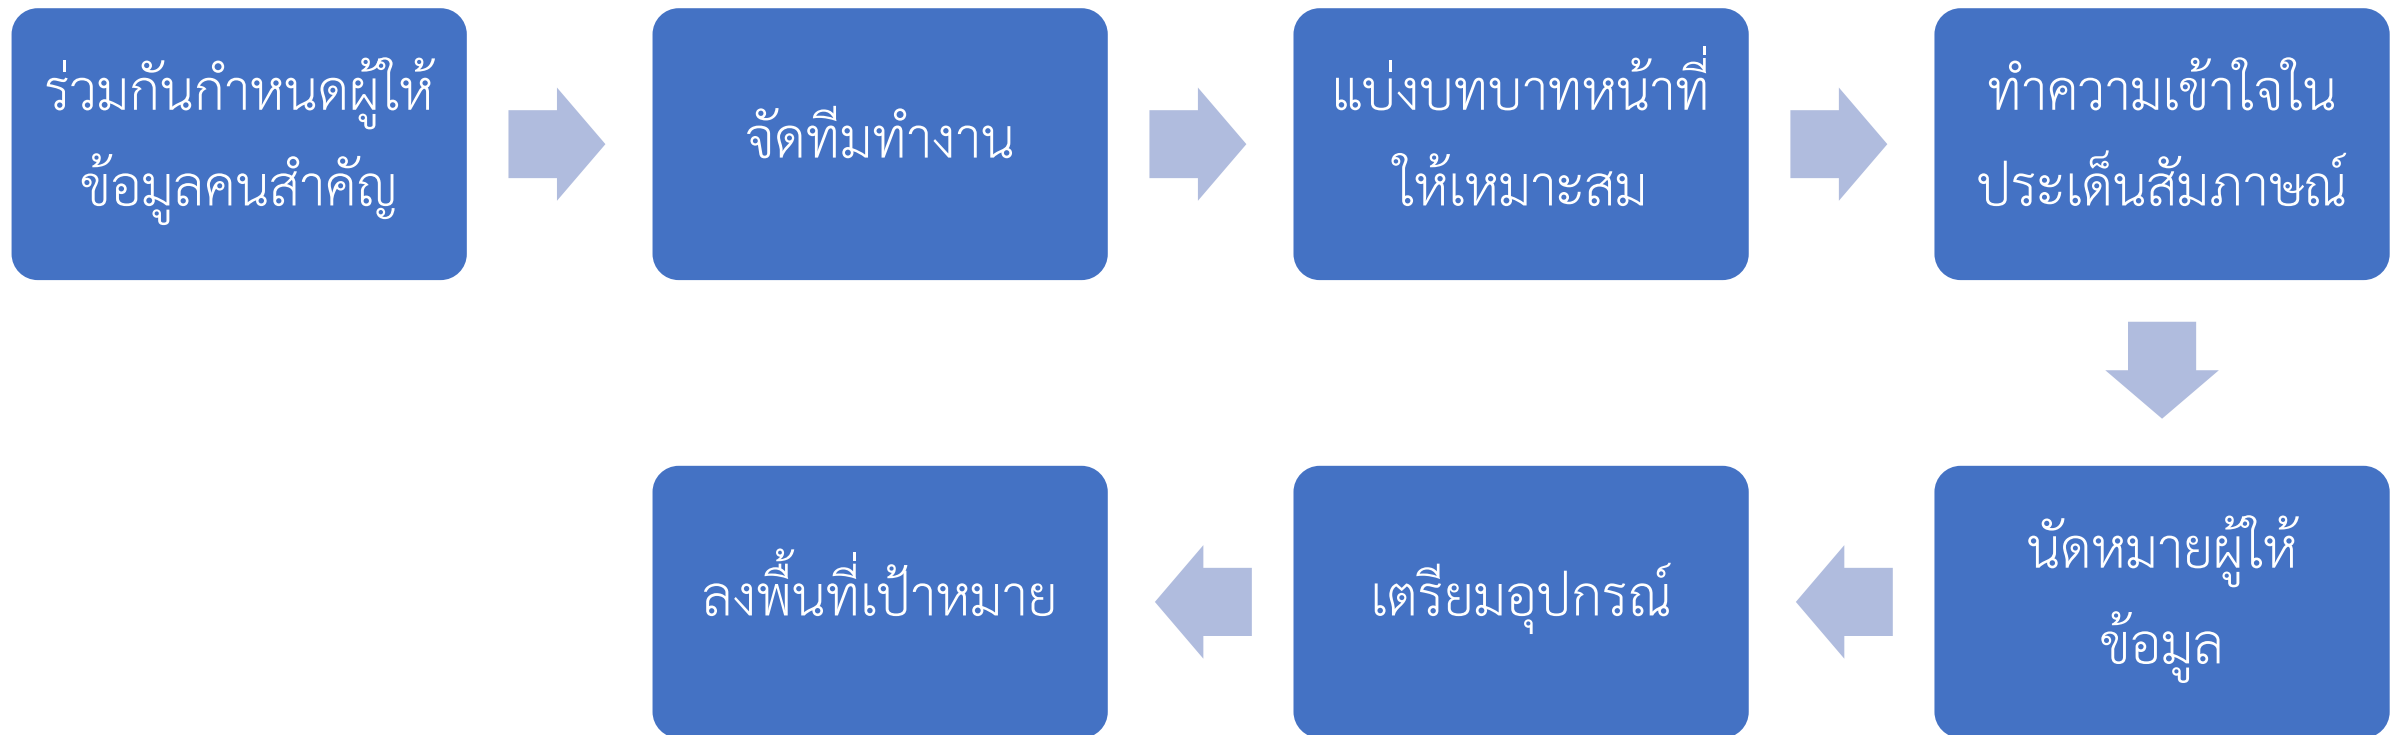 ร่วมกันกำหนดผู้ให้
ข้อมูลคนสำคัญ
จัดทีมทำงาน
แบ่งบทบาทหน้าที่
ให้เหมาะสม
ทำความเข้าใจใน
ประเด็นสัมภาษณ์
นัดหมายผู้ให้
ข้อมูล
เตรียมอุปกรณ์
ลงพื้นที่เป้าหมาย